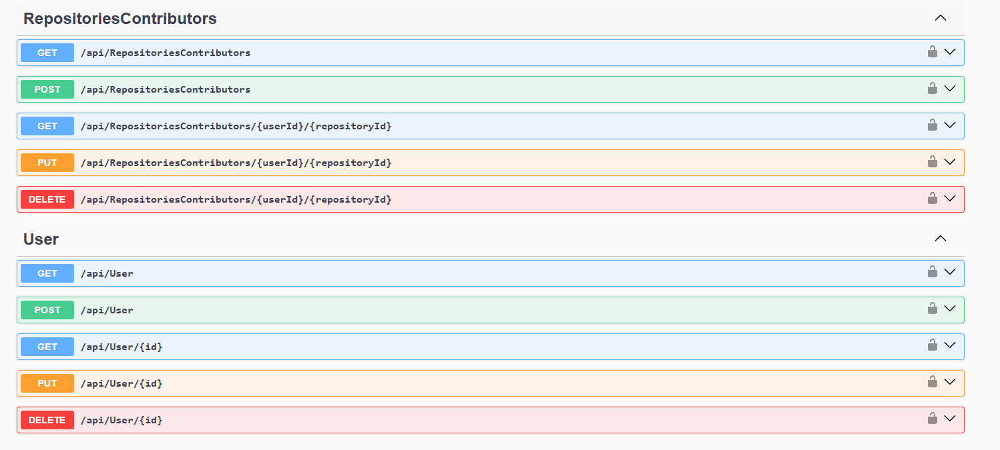 RepositoriesContributors
GET /api/RepositoriesContributors
POST /api/RepositoriesContributors
GET /api/RepositoriesContributors/{userId}/{repositoryId}
PUT /api/RepositoriesContributors/{userId}/{repositoryId}
DELETE /api/RepositoriesContributors/{userId}/{repositoryId}
User
GET /api/User
POST /api/User
GET /api/User/{id}
PUT /api/User/{id}
DELETE /api/User/{id}